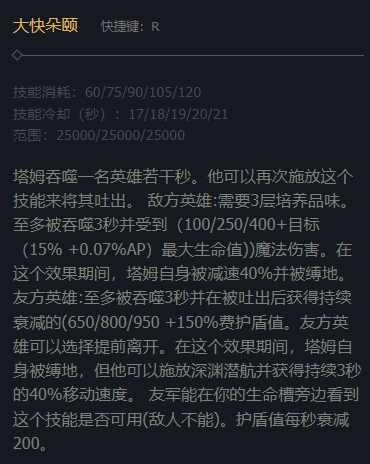 大快朵颐 快捷键：R
技能消耗：60/75/90/105/120
技能冷却（秒）：17/18/19/20/21
范围：25000/25000/25000
塔姆吞噬一名英雄若干秒。他可以再次施放这个
技能来将其吐出。 敌方英雄:需要3层培养品味。
至多被吞噬3秒并受到（100/250/400+目标
（15% +0.07%AP）最大生命值))魔法伤害。在
这个效果期间，塔姆自身被减速40%并被缚地。
友方英雄:至多被吞噬3秒并在被吐出后获得持续
衰减的(650/800/950 +150%费护盾值。友方英
雄可以选择提前离开。在这个效果期间，塔姆自
身被缚地，但他可以施放深渊潜航并获得持续3秒
的40%移动速度。 友军能在你的生命槽旁边看到
这个技能是否可用(敌人不能)。护盾值每秒衰减
200。